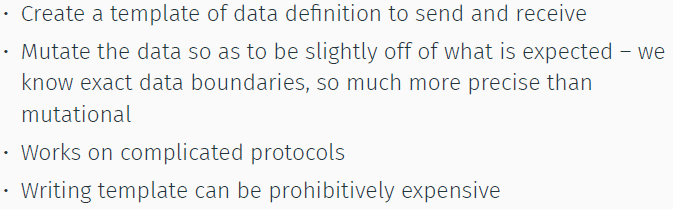 • Create a template of data definition to send and receive
• Mutate the data so as to be slightly off of what is expected – we
know exact data boundaries, so much more precise than
mutational
• Works on complicated protocols
• Writing template can be prohibitively expensive